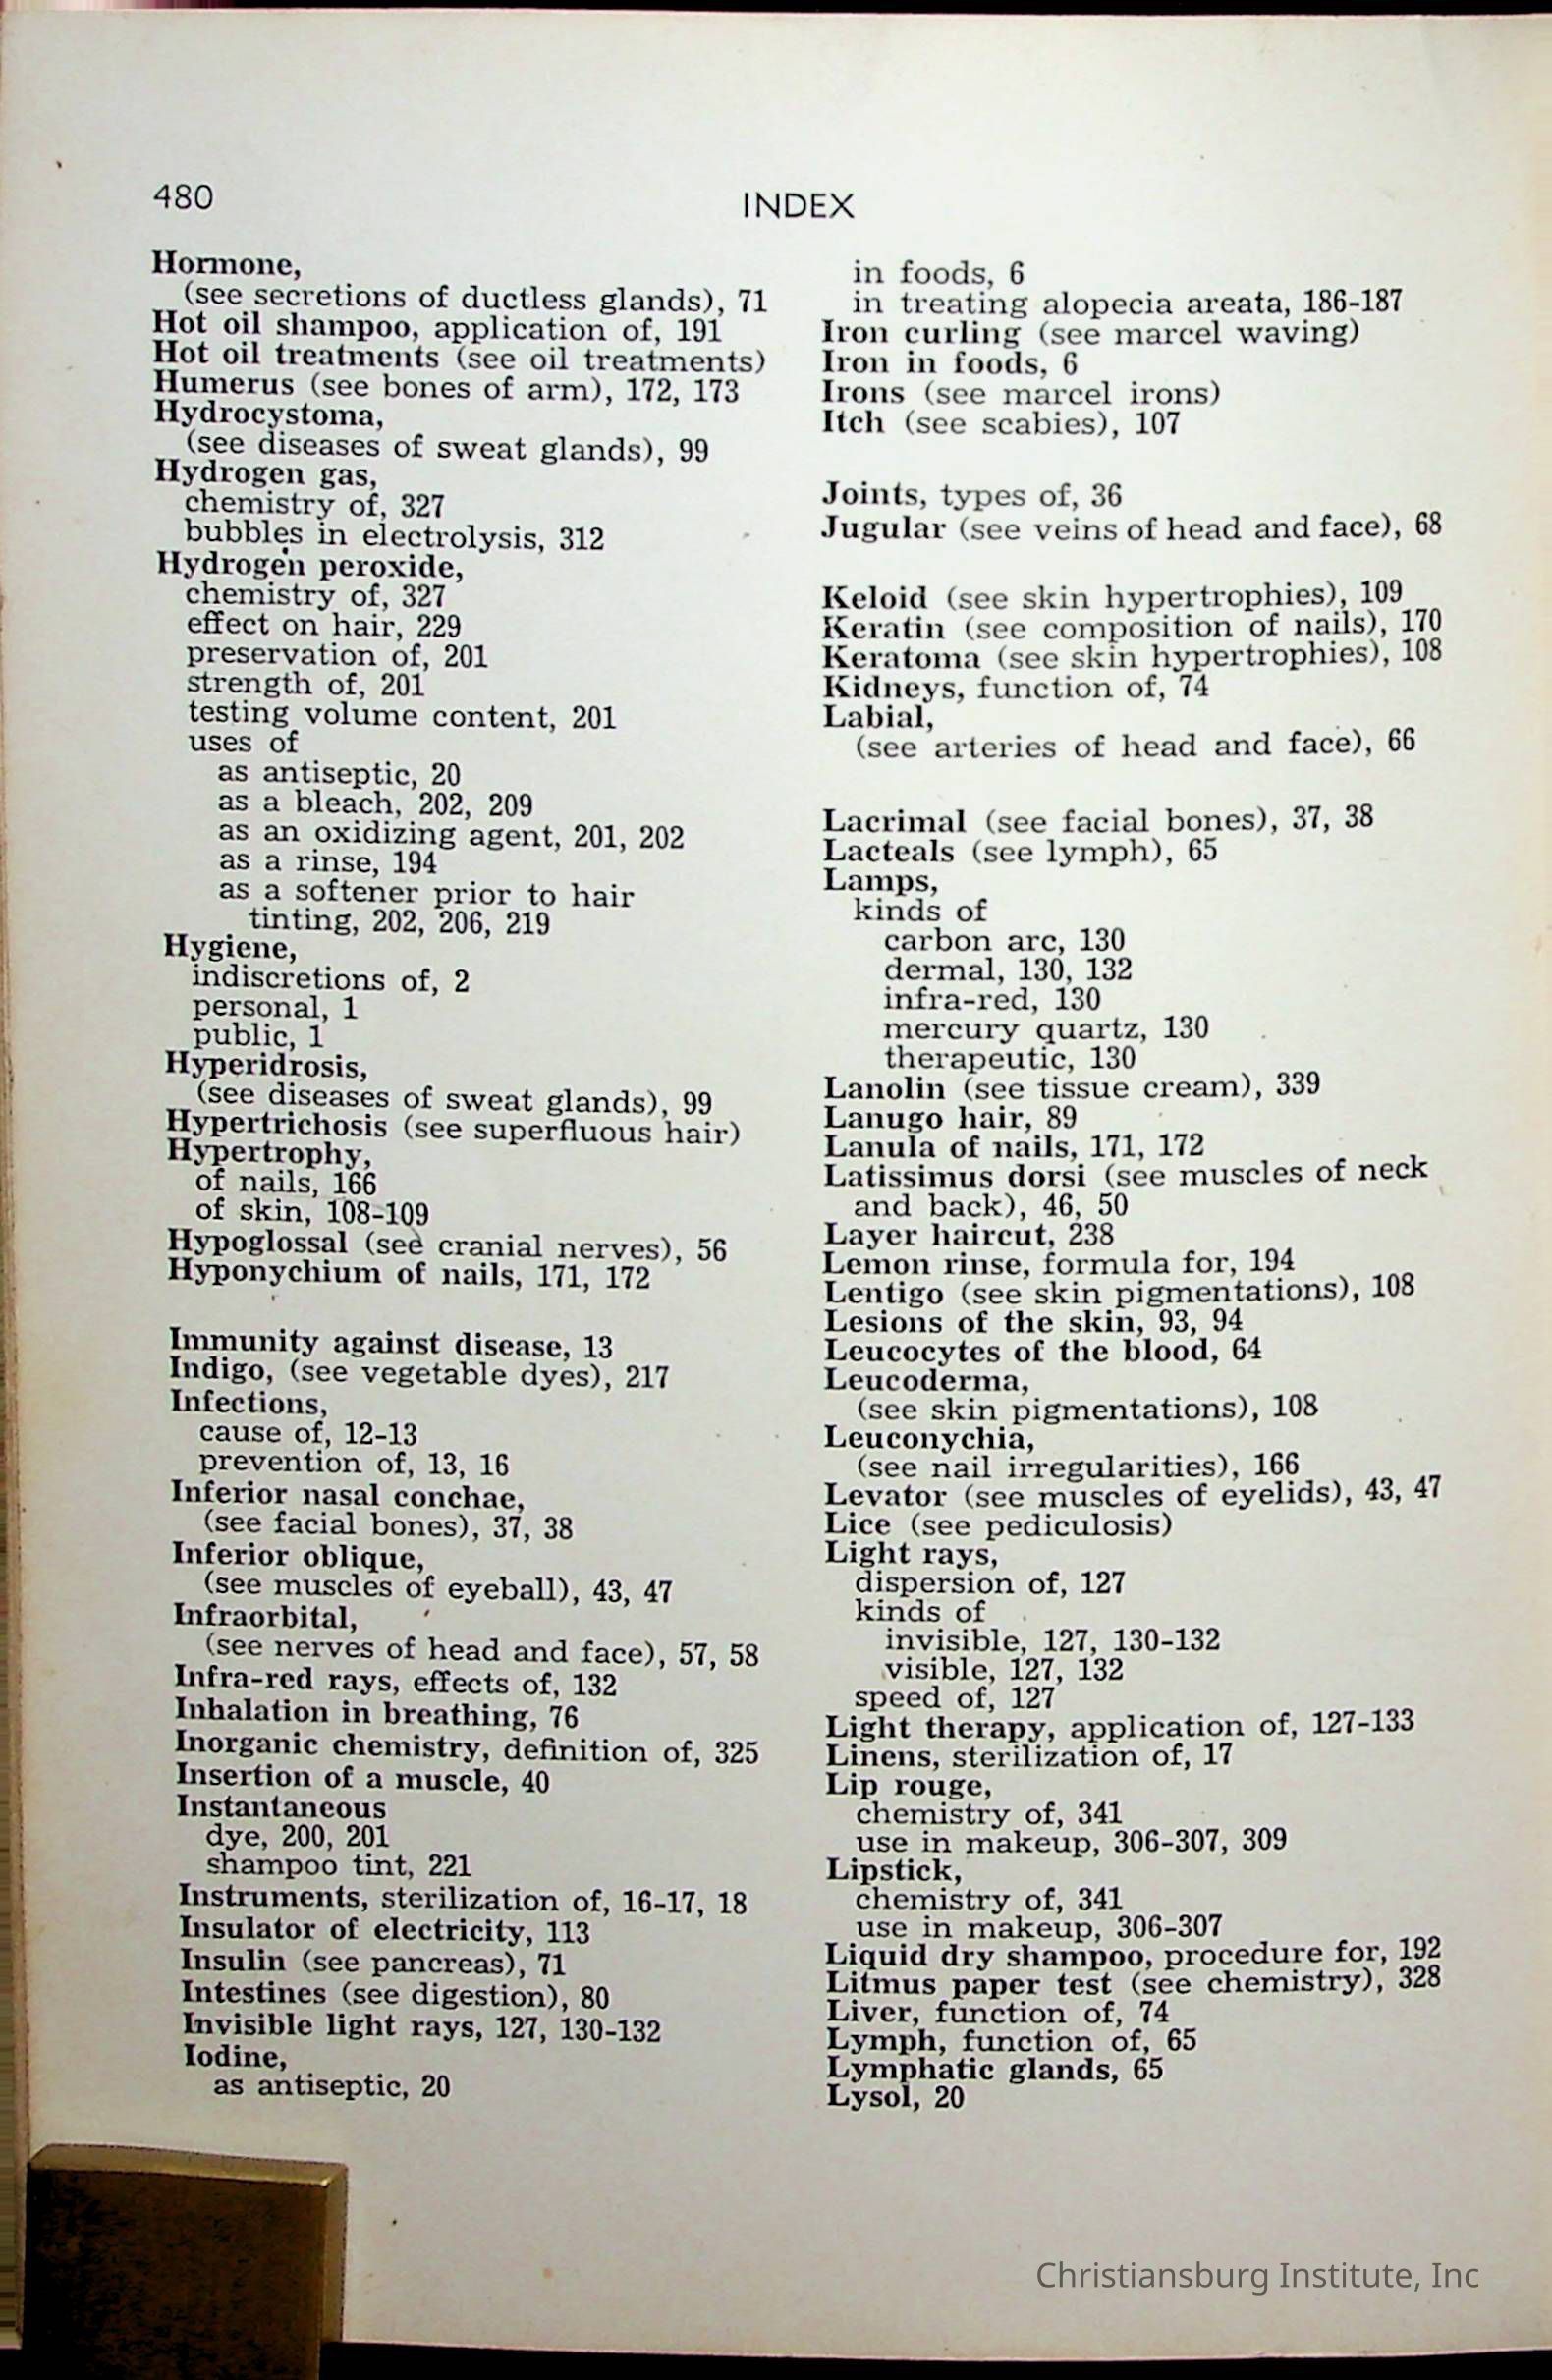 480
INDEX
Hormone,
(see secretions of ductless glands), 71
Hot oil shampoo, application of, 191
Hot oil treatments (see oil treatments)
Humerus (see bones of arm), 172, 173
Hydrocystoma,
(see diseases of sweat glands), 99
Hydrogen gas,
chemistry of, 327
bubbles in electrolysis, 312
Hydrogen peroxide,
chemistry of, 327
effect on hair, 229
preservation of, 201
strength of, 201
testing volume content, 201
uses of
as antiseptic, 20
as a bleach, 202, 209
as an oxidizing agent, 201, 202
as a rinse, 194
as a softener prior to hair
tinting, 202, 206, 219
Hygiene,
indiscretions of, 2
personal, 1
public, 1
Hyperidrosis,
(see diseases of sweat glands), 99
Hypertrichosis (see superfluous hair)
Hypertrophy,
of nails, 166
of skin, 108-109
Hypoglossal (see cranial nerves), 56
Hyponychium of nails, 171, 172
Immunity against disease, 13
Indigo, (see vegetable dyes), 217
Infections,
cause of, 12-13
prevention of, 13, 16
Inferior nasal conchae,
(see facial bones), 37, 38
Inferior oblique,
(see muscles of eyeball), 43, 47
Infraorbital,
(see nerves of head and face), 57, 58
Infra-red rays, effects of, 132
Inhalation in breathing, 76
Inorganic chemistry, definition of, 325
Insertion of a muscle, 40
Instantaneous
dye, 200, 201
shampoo tint, 221
Instruments, sterilization of, 16-17, 18
Insulator of electricity, 113
Insulin (see pancreas), 71
Intestines (see digestion), 80
Invisible light rays, 127, 130-132
Iodine,
as antiseptic, 20
in foods, 6
in treating alopecia areata, 186-187
Iron curling (see marcel waving)
Iron in foods, 6
Irons (see marcel irons)
Itch (see scabies), 107
Joints, types of, 36
Jugular (see veins of head and face), 68
Keloid (see skin hypertrophies), 109
Keratin (see composition of nails), 170
Keratoma (see skin hypertrophies), 108
Kidneys, function of, 74
Labial,
(see arteries of head and face), 66
Lacrimal (see facial bones), 37, 38
Lacteals (see lymph), 65
Lamps,
kinds of
carbon arc, 130
dermal, 130, 132
infra-red, 130
mercury quartz, 130
therapeutic, 130
Lanolin (see tissue cream), 339
Lanugo hair, 89
Lanula of nails, 171, 172
Latissimus dorsi (see muscles of neck
and back), 46, 50
Layer haircut, 238
Lemon rinse, formula for, 194
Lentigo (see skin pigmentations), 108
Lesions of the skin, 93, 94
Leucocytes of the blood, 64
Leucoderma,
(see skin pigmentations), 108
Leuconychia,
(see nail irregularities), 166
Levator (see muscles of eyelids), 43, 47
Lice (see pediculosis)
Light rays,
dispersion of, 127
kinds of
invisible, 127, 130-132
visible, 127, 132
speed of, 127
Light therapy, application of, 127-133
Linens, sterilization of, 17
Lip rouge,
chemistry of, 341
use in makeup, 306-307, 309
Lipstick,
chemistry of, 341
use in makeup, 306-307
Liquid dry shampoo, procedure for, 192
Litmus paper test (see chemistry), 328
Liver, function of, 74
Lymph, function of, 65
Lymphatic glands, 65
Lysol, 20
Christiansburg Institute, Inc